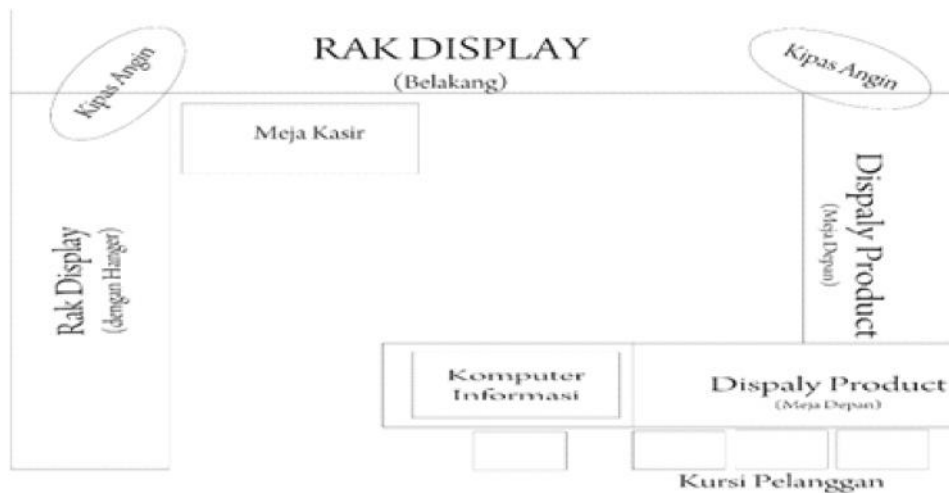 Kipas Angin
RAK DISPLAY
(Belakang)
Kipas Angin
Meja Kasir
Rak Display
(dengan Hanger)
Dispaly Product
(Meja Depan)
Komputer
Informasi
Dispaly Product
(Meja Depan)
Kursi Pelanggan